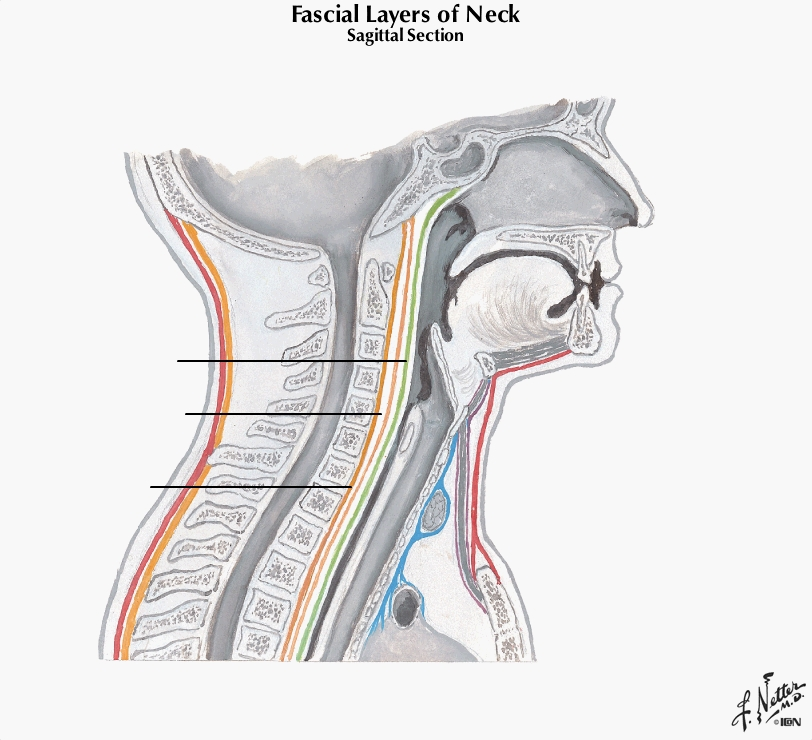 Fascial Layers of Neck
Sagittal Section
F. Netter
M.D.
©ICON